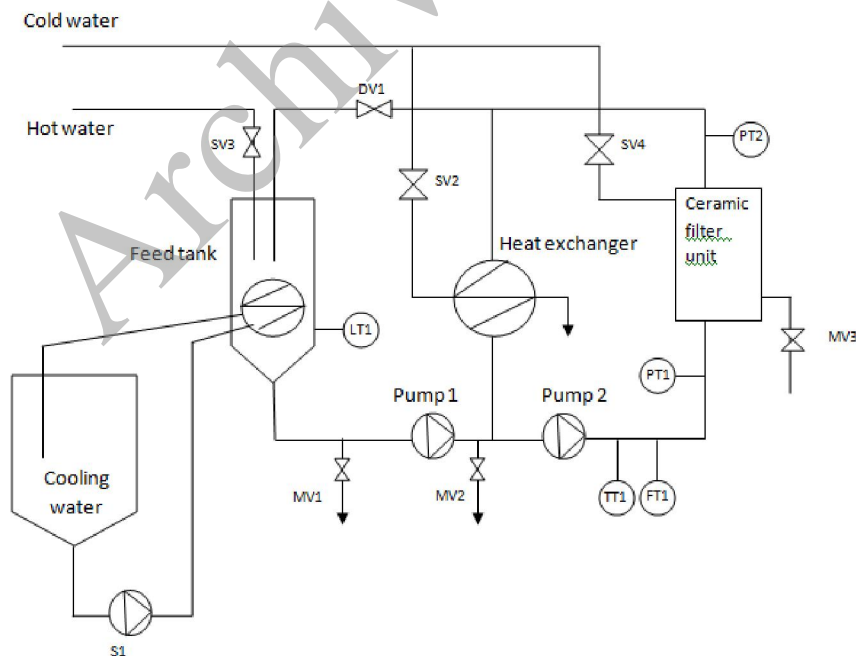 Cold water
Hot water
DV1
SV3
SV2
SV4
PT2
Feed tank
Heat exchanger
Ceramic
filter
unit
LT1
MV3
PT1
Pump 1
Pump 2
Cooling
water
MV1
MV2
TT1
FT1
S1
Archiv